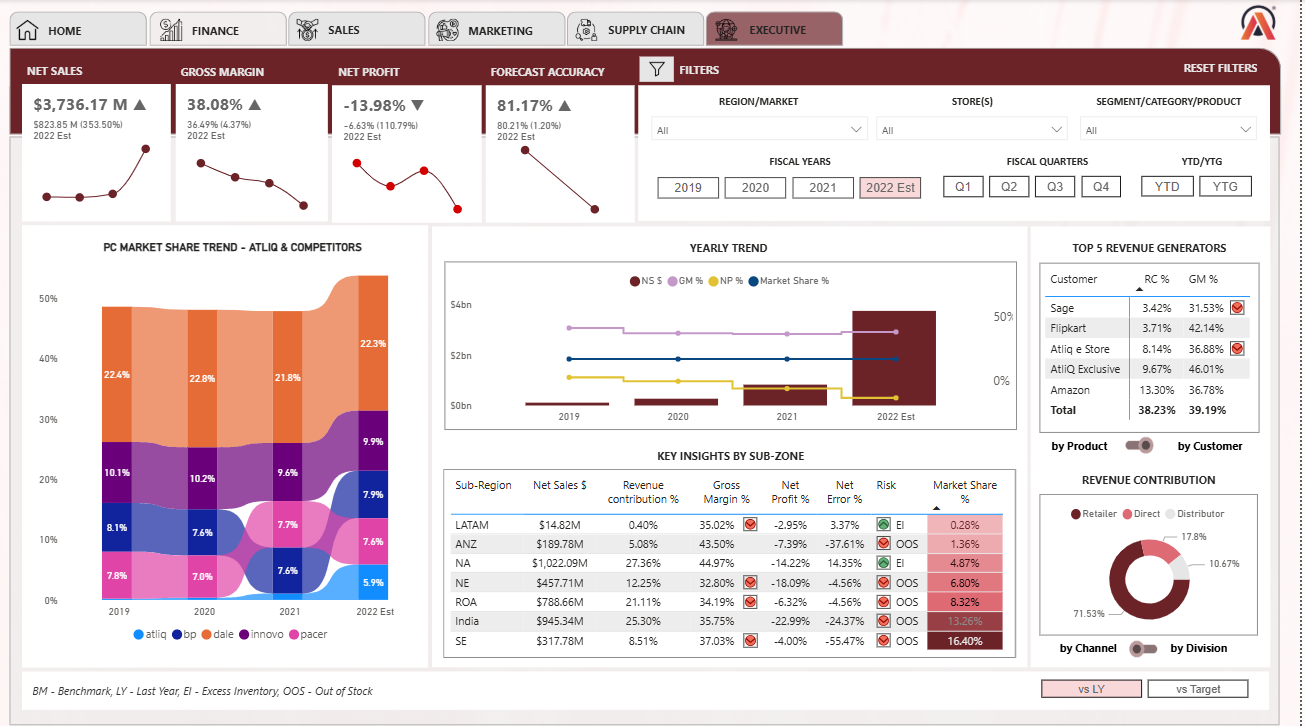 HOME
FINANCE
SALES
MARKETING
SUPPLY CHAIN
EXECUTIVE
NET SALES
GROSS MARGIN
NET PROFIT
FORECAST ACCURACY
FILTERS
RESET FILTERS
$3,736.17 M
$823.85 M (353.50%)
2022 Est
38.08%
36.49% (4.37%)
2022 Est
-13.98%
-6.63% (110.79%)
2022 Est
81.17%
80.21% (1.20%)
2022 Est
REGION/MARKET
STORE(S)
SEGMENT/CATEGORY/PRODUCT
All
All
All
FISCAL YEARS
FISCAL QUARTERS
YTD/YTG
2019 2020 2021 2022 Est
Q1 Q2 Q3 Q4
YTD YTG
PC MARKET SHARE TREND - ATLIQ & COMPETITORS
50%
40%
30%
20%
10%
0%
22.4% 22.8% 21.8% 22.3%
10.1% 10.2% 9.6% 9.9%
8.1% 7.6% 7.7% 7.9%
7.8% 7.0% 7.6% 7.6%
5.9%
2019 2020 2021 2022 Est
atliq bp dale innovo pacer
YEARLY TREND
NS $ GM % NP % Market Share %
$4bn
$2bn
$0bn
50%
0%
2019 2020 2021 2022 Est
KEY INSIGHTS BY SUB-ZONE
Sub-Region Net Sales $ Revenue contribution % Gross Margin % Net Profit % Net Error % Risk Market Share %
LATAM $14.82M 0.40% 35.02% -2.95% 3.37% EI 0.28%
ANZ $189.78M 5.08% 43.50% -7.39% -37.61% OOS 1.36%
NA $1,022.09M 27.36% 44.97% -14.22% 14.35% EI 4.87%
NE $457.71M 12.25% 32.80% -18.09% -4.56% OOS 6.80%
ROA $788.66M 21.11% 34.19% -6.32% -4.56% OOS 8.32%
India $945.34M 25.30% 35.75% -22.99% -24.37% OOS 13.26%
SE $317.78M 8.51% 37.03% -4.00% -55.47% OOS 16.40%
TOP 5 REVENUE GENERATORS
Customer RC % GM %
Sage 3.42% 31.53%
Flipkart 3.71% 42.14%
Atliq e Store 8.14% 36.88%
AtliQ Exclusive 9.67% 46.01%
Amazon 13.30% 36.78%
Total 38.23% 39.19%
by Product by Customer
REVENUE CONTRIBUTION
Retailer Direct Distributor
17.8%
10.67%
71.53%
by Channel by Division
BM - Benchmark, LY - Last Year, EI - Excess Inventory, OOS - Out of Stock
vs LY vs Target